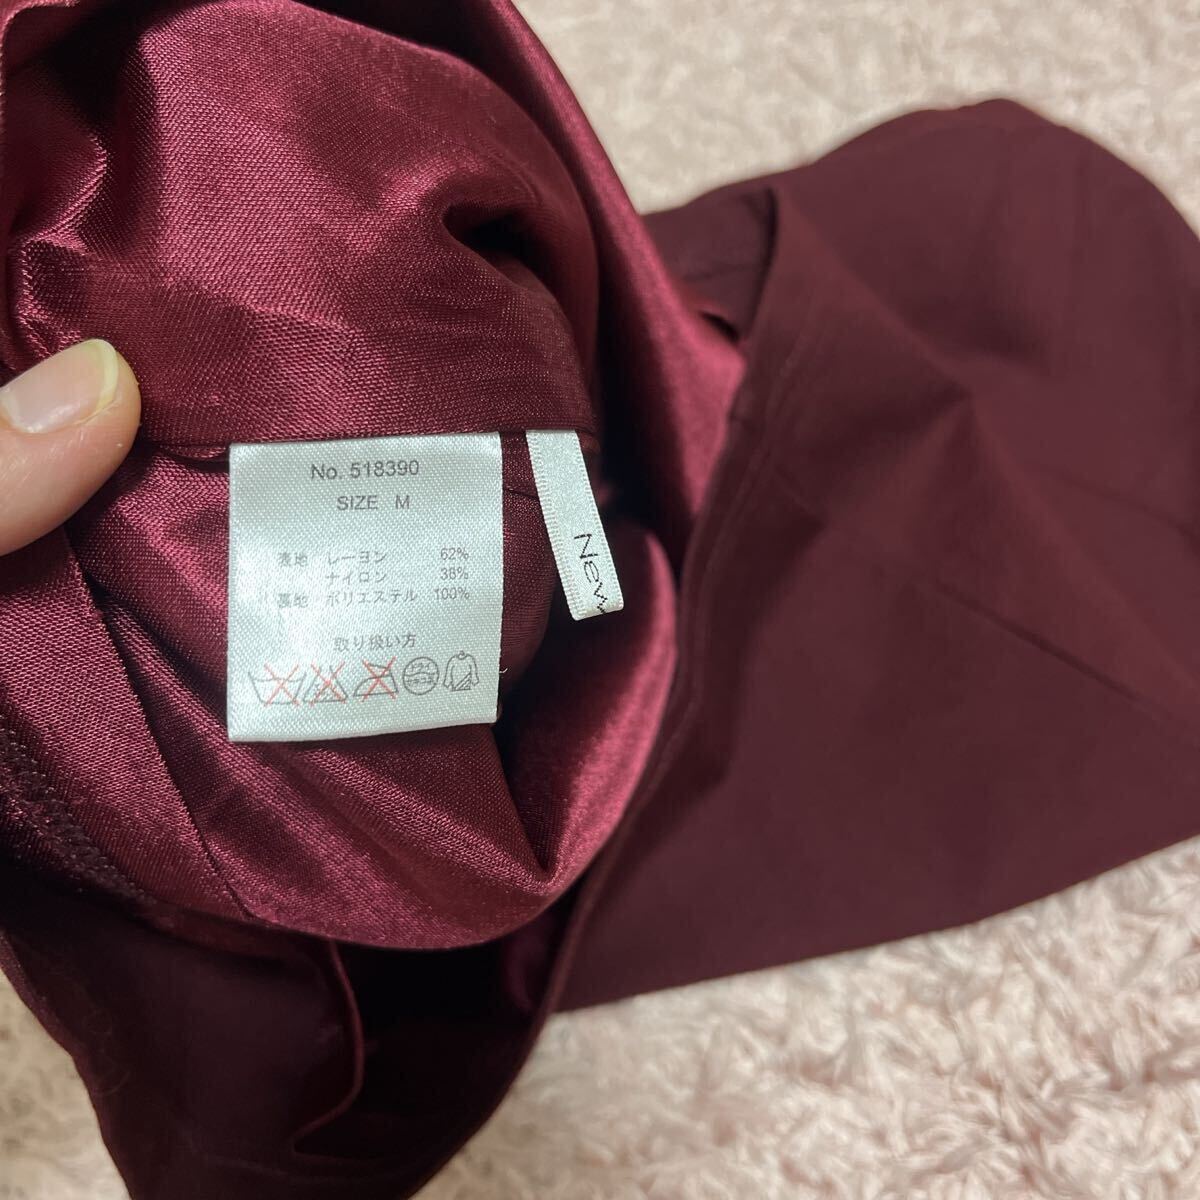 No. 518390
SIZE M
表地 レーヨン 62%
ナイロン 38%
裏地 ポリエステル 100%
取り扱い方
New